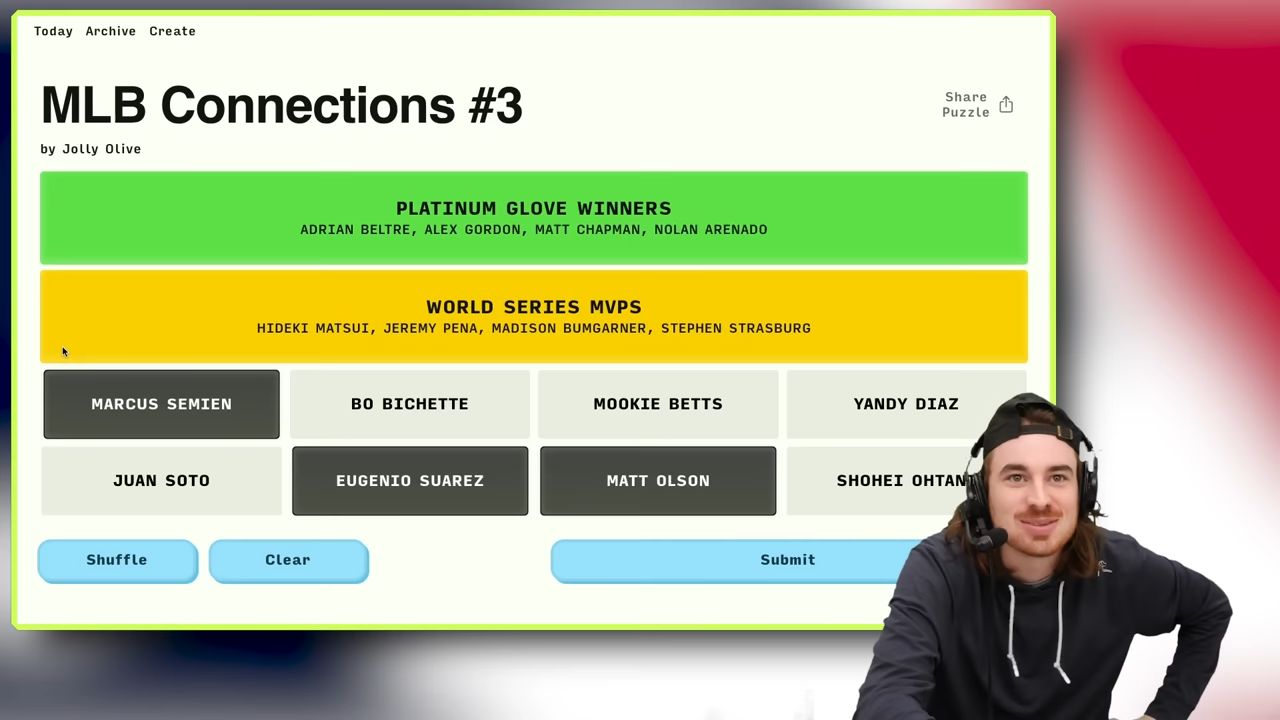 Today Archive Create
MLB Connections #3
Share
Puzzle
by Jolly Olive
PLATINUM GLOVE WINNERS
ADRIAN BELTRE, ALEX GORDON, MATT CHAPMAN, NOLAN ARENADO
WORLD SERIES MVPS
HIDEKI MATSUI, JEREMY PENA, MADISON BUMGARNER, STEPHEN STRASBURG
MARCUS SEMIEN BO BICHETTE MOOKIE BETTS YANDY DIAZ
JUAN SOTO EUGENIO SUAREZ MATT OLSON SHOHEI OHTAN
Shuffle Clear Submit